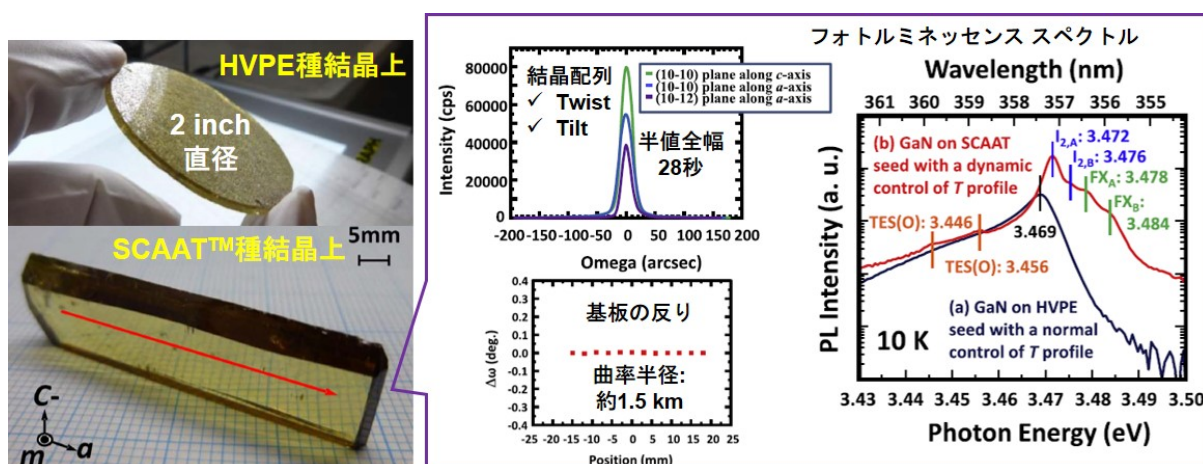 HVPE種結晶上
2 inch
直径
SCAAT™種結晶上
5mm
C-
m
a
Intensity (cps)
80000
60000
40000
20000
0
結晶配列
✓ Twist
✓ Tilt
(10-10) plane along c-axis
(10-10) plane along a-axis
(10-12) plane along a-axis
半値全幅
28秒
-200 -150 -100 -50 0 50 100 150 200
Omega (arcsec)
Δω (deg.)
0.4
0.3
0.2
0.1
0.0
-0.1
-0.2
-0.3
-0.4
基板の反り
曲率半径:
約1.5 km
-25 -20 -15 -10 -5 0 5 10 15 20 25
Position (mm)
フォトルミネッセンス スペクトル
Wavelength (nm)
361 360 359 358 357 356 355
PL Intensity (a. u.)
(b) GaN on SCAAT
seed with a dynamic
control of T profile
I2,A: 3.472
I2,B: 3.476
FXA: 3.478
FXB:
3.484
TES(O): 3.446
3.469
TES(O): 3.456
10 K
(a) GaN on HVPE
seed with a normal
control of T profile
3.43 3.44 3.45 3.46 3.47 3.48 3.49 3.50
Photon Energy (eV)